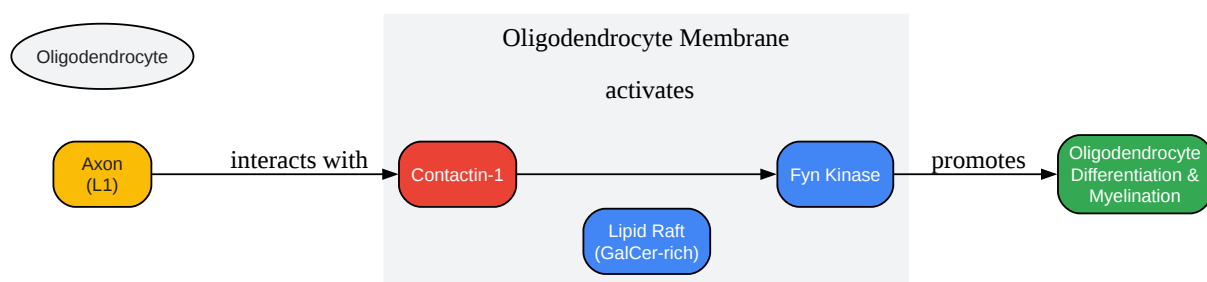 Oligodendrocyte Membrane
Oligodendrocyte
activates
Axon
(L1)
interacts with
Contactin-1
Fyn Kinase
promotes
Oligodendrocyte
Differentiation &
Myelination
Lipid Raft
(GalCer-rich)